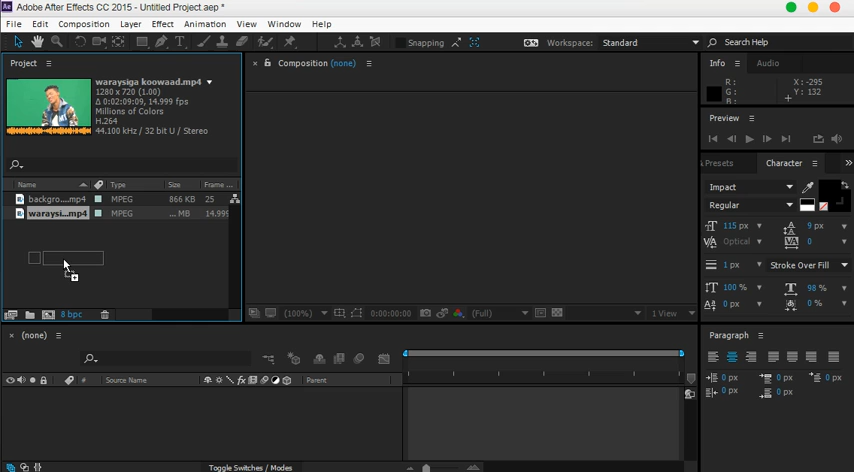 Adobe After Effects CC 2015 - Untitled Project.aep *
File Edit Composition Layer Effect Animation View Window Help
Snapping
Workspace: Standard
Search Help
Project
waraysiga koowaad.mp4
1280 x 720 (1.00)
Δ 0:02:09:09, 14.999 fps
Millions of Colors
H.264
44.100 kHz / 32 bit U / Stereo
Name Type Size Frame ...
backgro....mp4 MPEG 866 KB 25
waraysi...mp4 MPEG ... MB 14.999
8 bpc
Composition (none)
(100%) 0:00:00:00 (Full) 1 View
Info Audio
R:
G:
B:
X: -295
Y: 132
Preview
Presets Character
Impact
Regular
115 px 9 px
Optical 0
1 px Stroke Over Fill
100 % 98 %
0 px 0 %
Paragraph
0 px 0 px 0 px
0 px 0 px
(none)
# Source Name Parent
Toggle Switches / Modes